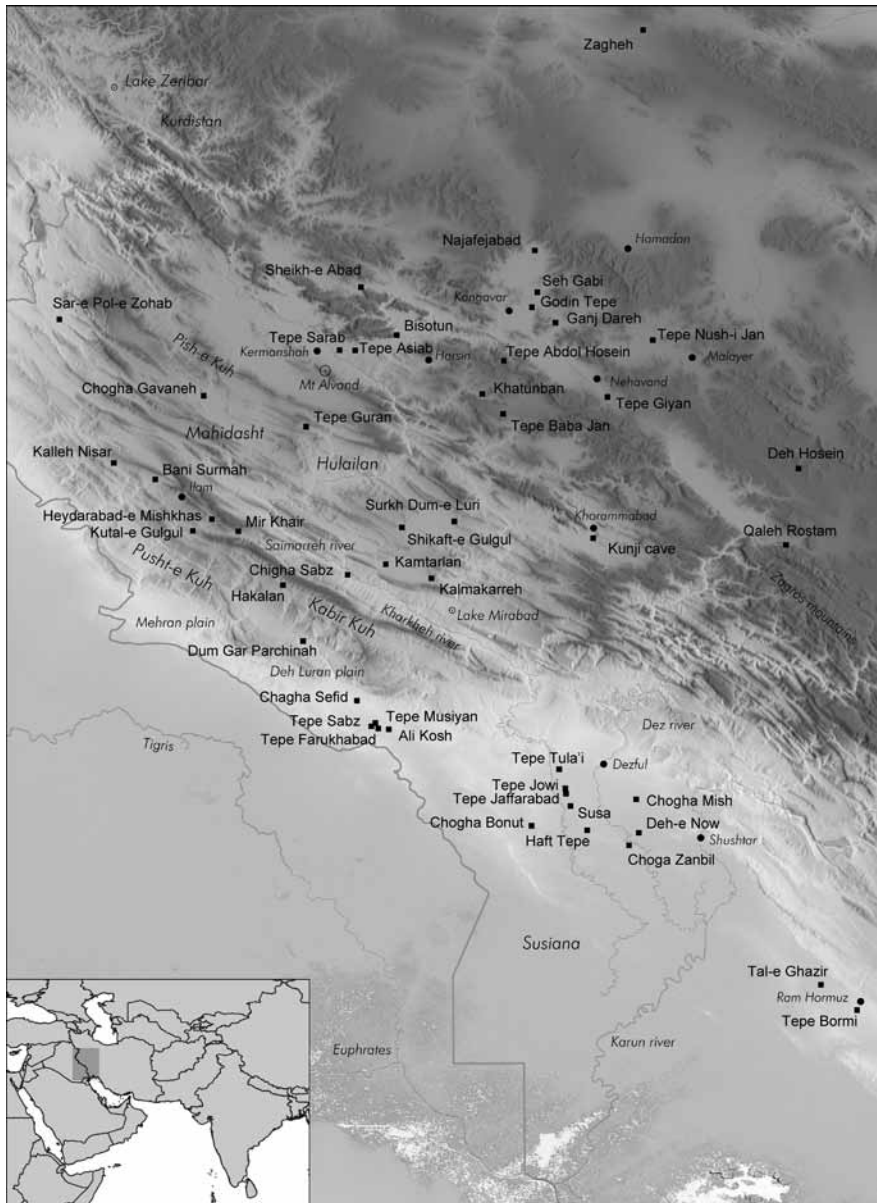 Zagheh
Lake Zeribar
Kurdistan
Najafejabad
Hamadan
Sheikh-e Abad
Seh Gabi
Kangavar
Godin Tepe
Sar-e Pol-e Zohab
Ganj Dareh
Bisotun
Tepe Sarab
Tepe Nush-i Jan
Kermanshah
Tepe Asiab
Harsin
Tepe Abdol Hosein
Malayer
Pish-e Kuh
Mt Alvand
Nehavand
Chogha Gavaneh
Khatunban
Tepe Giyan
Tepe Guran
Tepe Baba Jan
Mahidasht
Kalleh Nisar
Hulailan
Deh Hosein
Bani Surmah
Ilam
Surkh Dum-e Luri
Heydarabad-e Mishkhas
Mir Khair
Khorammabad
Kutal-e Gulgul
Shikaft-e Gulgul
Kunji cave
Qaleh Rostam
Saimarreh river
Pusht-e Kuh
Chigha Sabz
Kamtarlan
Hakalan
Kalmakarreh
Zagros mountains
Kabir Kuh
Kharkheh river
Lake Mirabad
Mehran plain
Dum Gar Parchinah
Deh Luran plain
Chagha Sefid
Tepe Sabz
Tepe Musiyan
Dez river
Tepe Farukhabad
Ali Kosh
Tigris
Tepe Tula'i
Dezful
Tepe Jowi
Tepe Jaffarabad
Chogha Mish
Susa
Chogha Bonut
Deh-e Now
Haft Tepe
Shushtar
Choga Zanbil
Susiana
Tal-e Ghazir
Ram Hormuz
Tepe Bormi
Euphrates
Karun river